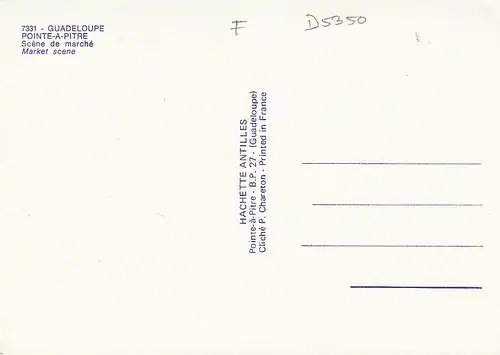 7331 - GUADELOUPE
POINTE-A-PITRE
Scène de marché
Market scene
F
D5350
HACHETTE ANTILLES
Pointe-à-Pitre - B.P. 27 - (Guadeloupe)
Cliché P. Chareton - Printed in France